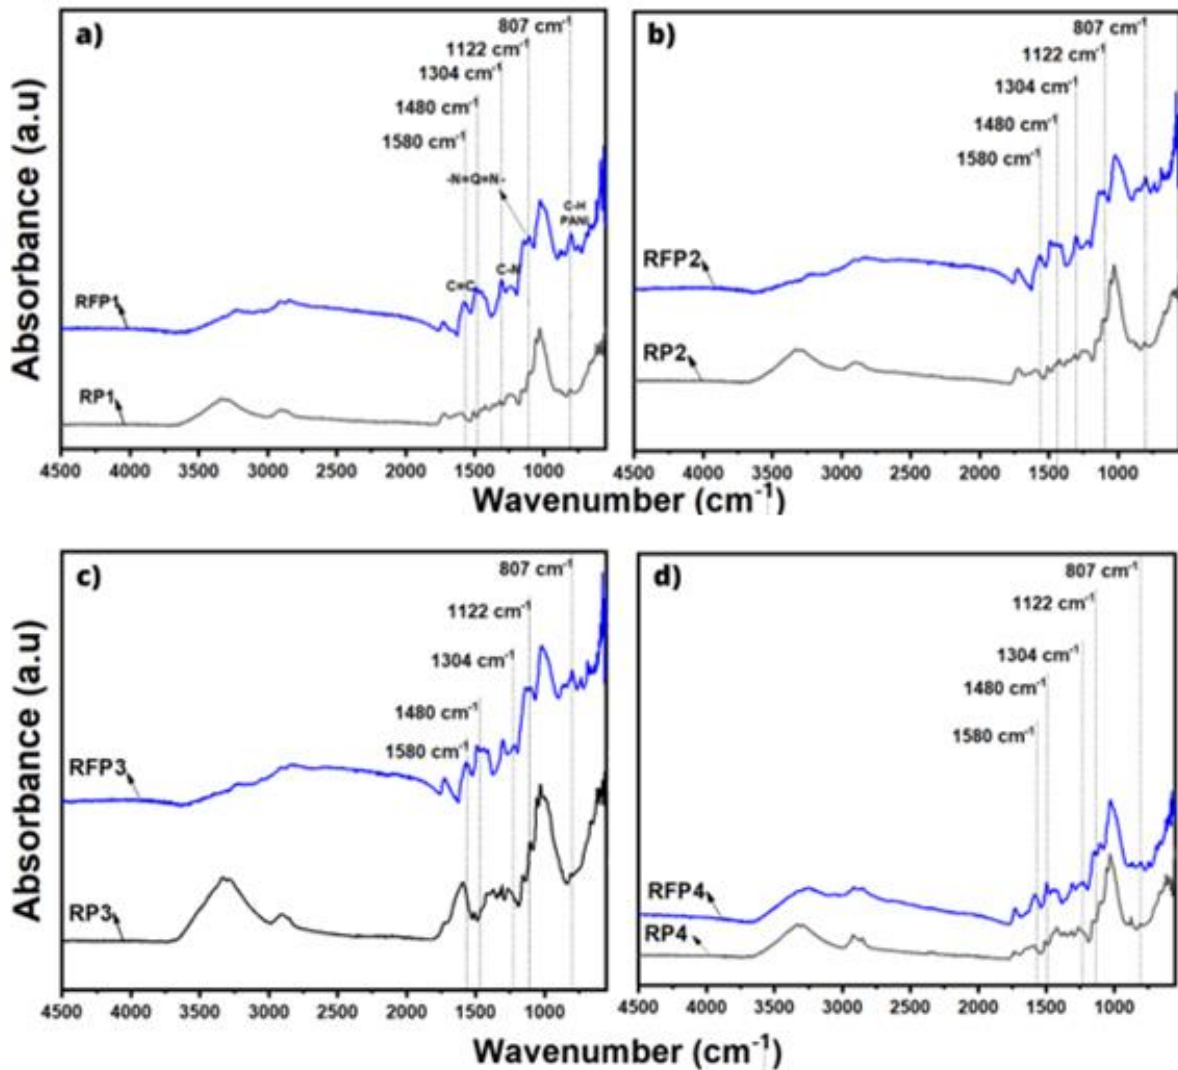 a)
807 cm-1
1122 cm-1
1304 cm-1
1480 cm-1
1580 cm-1
-N=Q=N-
C-H
PANI
C-N
C=C
RFP1
RP1
4500 4000 3500 3000 2500 2000 1500 1000
b)
807 cm-1
1122 cm-1
1304 cm-1
1480 cm-1
1580 cm-1
RFP2
RP2
4500 4000 3500 3000 2500 2000 1500 1000
Absorbance (a.u)
Wavenumber (cm-1)
c)
807 cm-1
1122 cm-1
1304 cm-1
1480 cm-1
1580 cm-1
RFP3
RP3
4500 4000 3500 3000 2500 2000 1500 1000
d)
807 cm-1
1122 cm-1
1304 cm-1
1480 cm-1
1580 cm-1
RFP4
RP4
4500 4000 3500 3000 2500 2000 1500 1000
Absorbance (a.u)
Wavenumber (cm-1)
Wavenumber (cm-1)